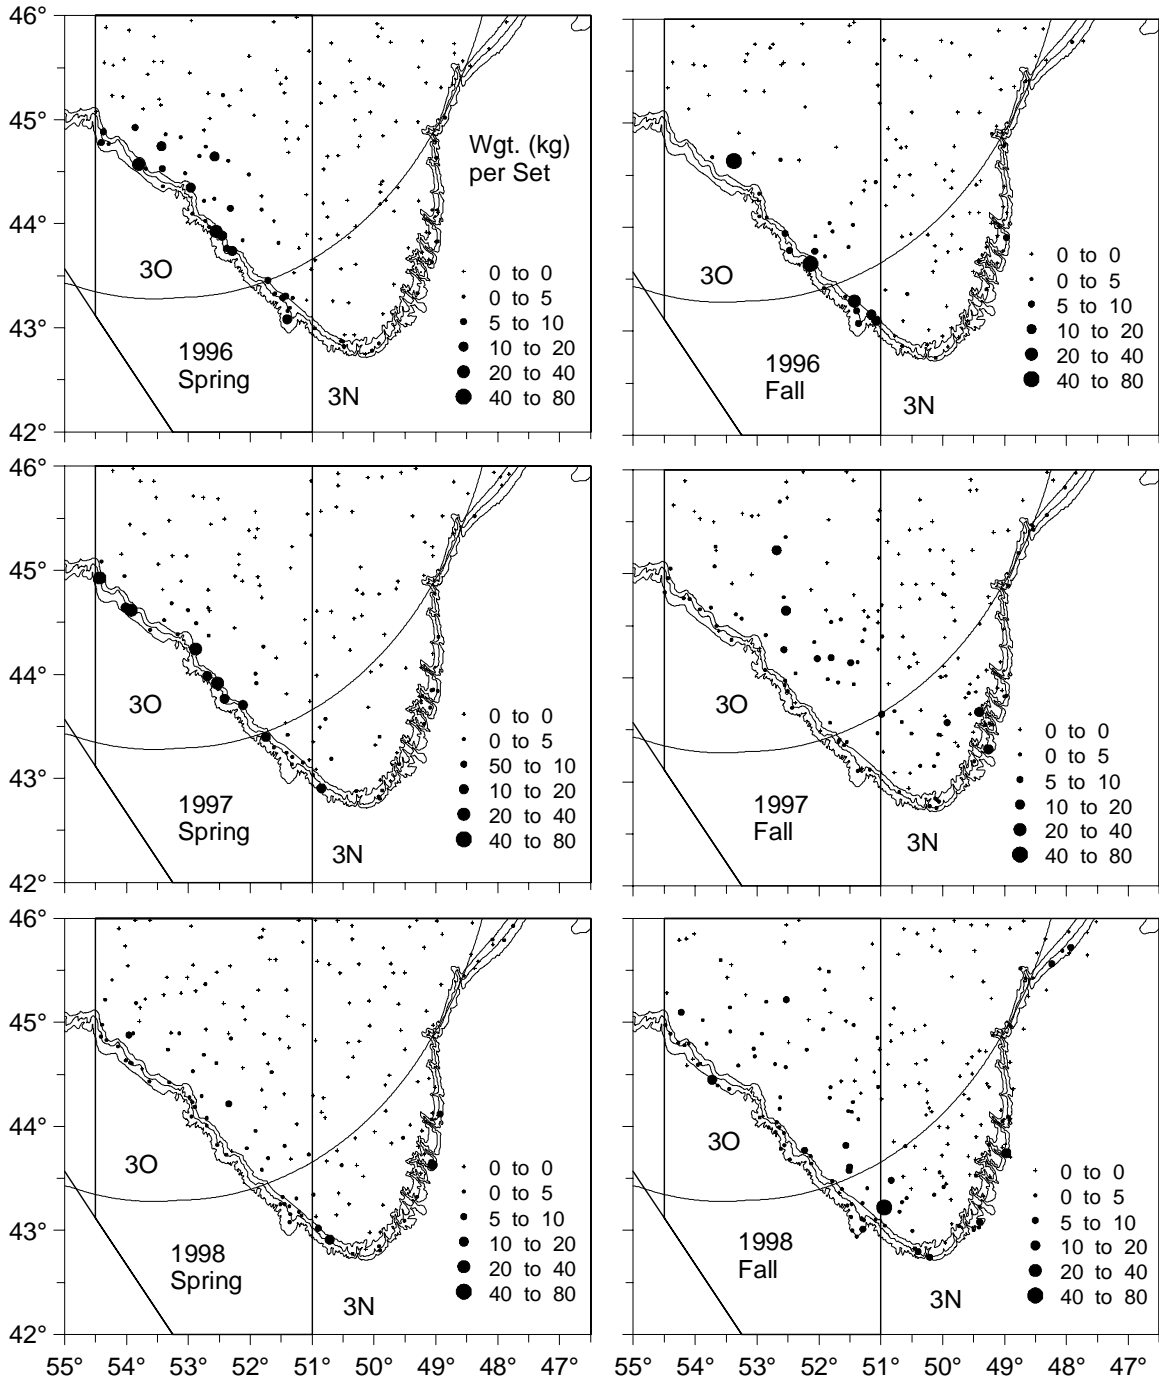 46°
45°
44°
43°
42°
Wgt. (kg)
per Set
3O
1996
Spring
3N
0 to 0
0 to 5
5 to 10
10 to 20
20 to 40
40 to 80
3O
1996
Fall
3N
0 to 0
0 to 5
5 to 10
10 to 20
20 to 40
40 to 80
46°
45°
44°
43°
42°
3O
1997
Spring
3N
0 to 0
0 to 5
50 to 10
10 to 20
20 to 40
40 to 80
3O
1997
Fall
3N
0 to 0
0 to 5
5 to 10
10 to 20
20 to 40
40 to 80
46°
45°
44°
43°
42°
3O
1998
Spring
3N
0 to 0
0 to 5
5 to 10
10 to 20
20 to 40
40 to 80
55° 54° 53° 52° 51° 50° 49° 48° 47°
3O
1998
Fall
3N
0 to 0
0 to 5
5 to 10
10 to 20
20 to 40
40 to 80
55° 54° 53° 52° 51° 50° 49° 48° 47°